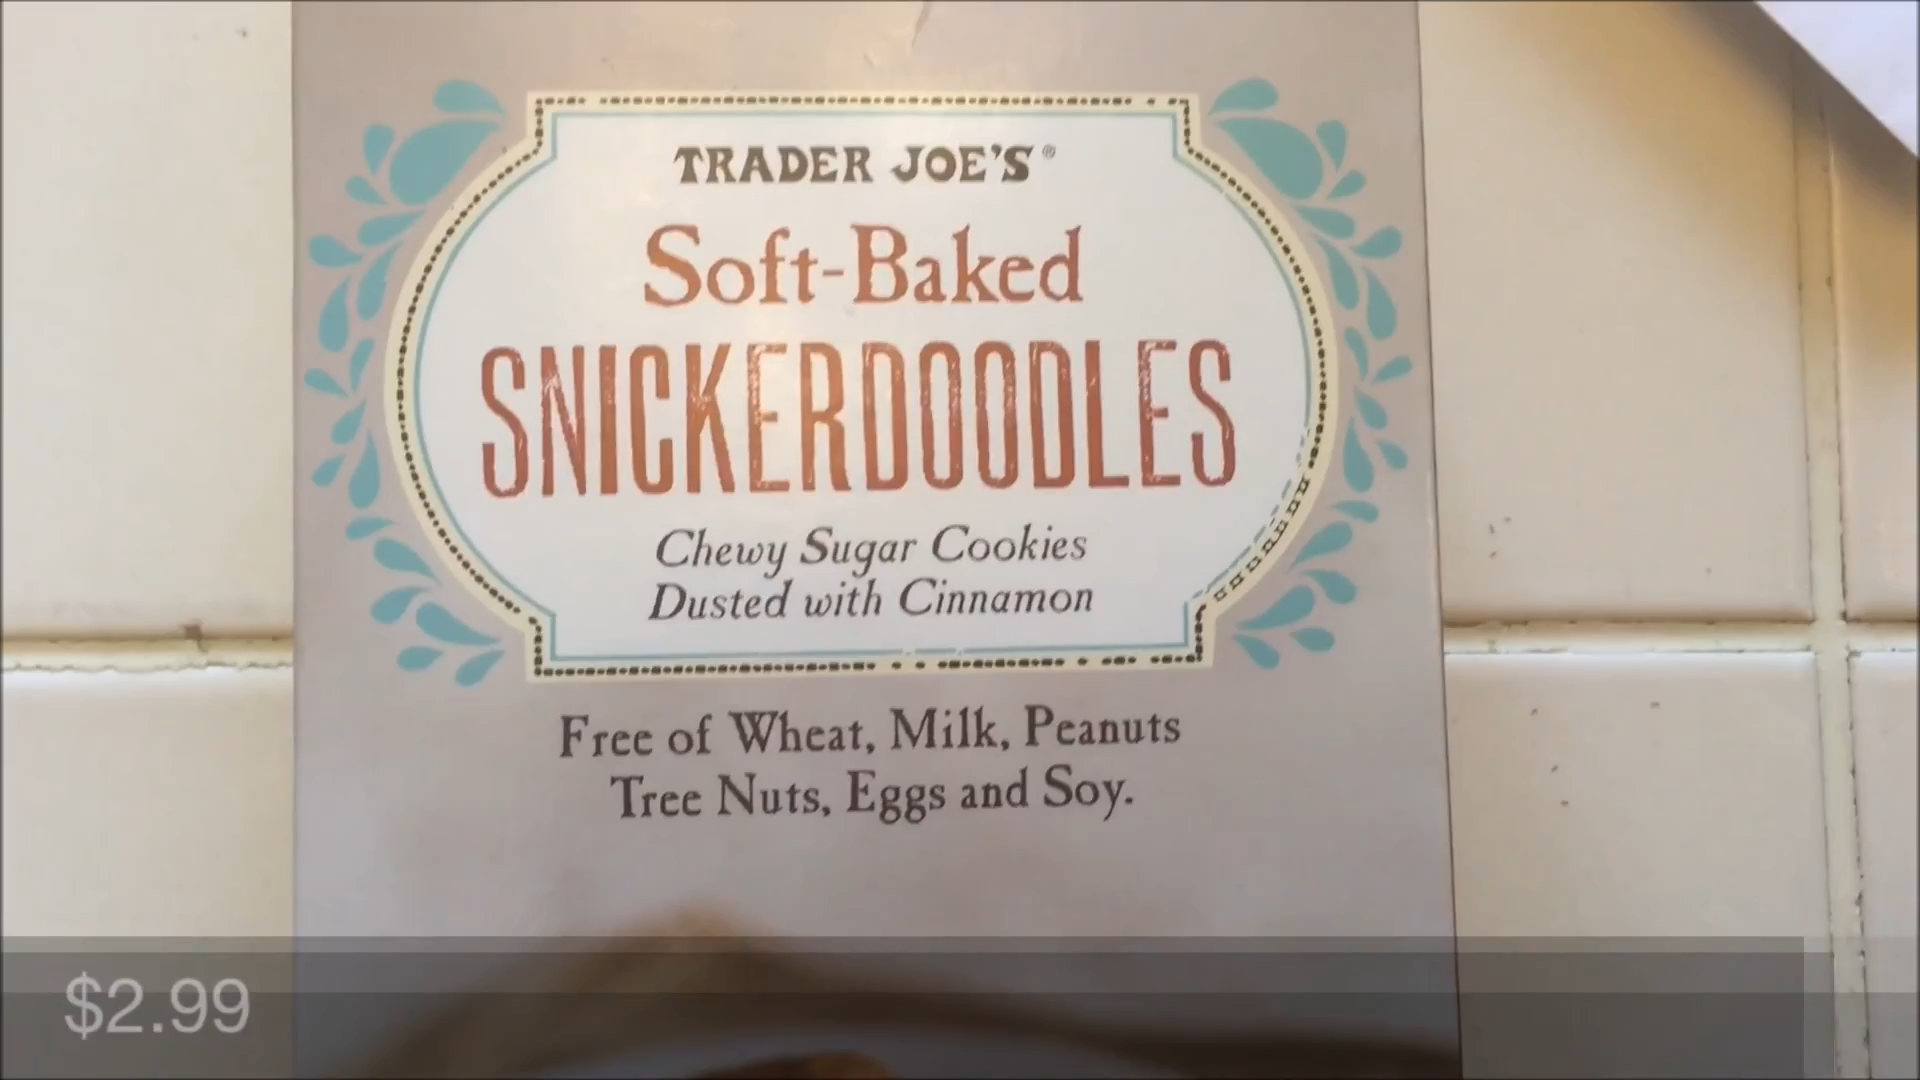 TRADER JOE'S®
Soft-Baked
SNICKERDOODLES
Chewy Sugar Cookies
Dusted with Cinnamon
Free of Wheat, Milk, Peanuts
Tree Nuts, Eggs and Soy.
$2.99